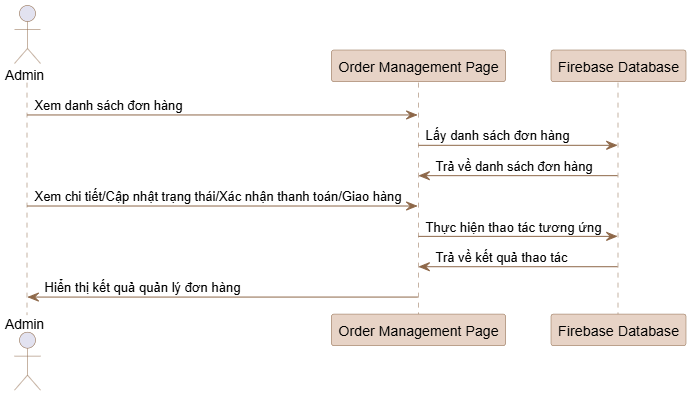 Admin
Order Management Page
Firebase Database
Xem danh sách đơn hàng
Lấy danh sách đơn hàng
Trả về danh sách đơn hàng
Xem chi tiết/Cập nhật trạng thái/Xác nhận thanh toán/Giao hàng
Thực hiện thao tác tương ứng
Trả về kết quả thao tác
Hiển thị kết quả quản lý đơn hàng
Admin
Order Management Page
Firebase Database